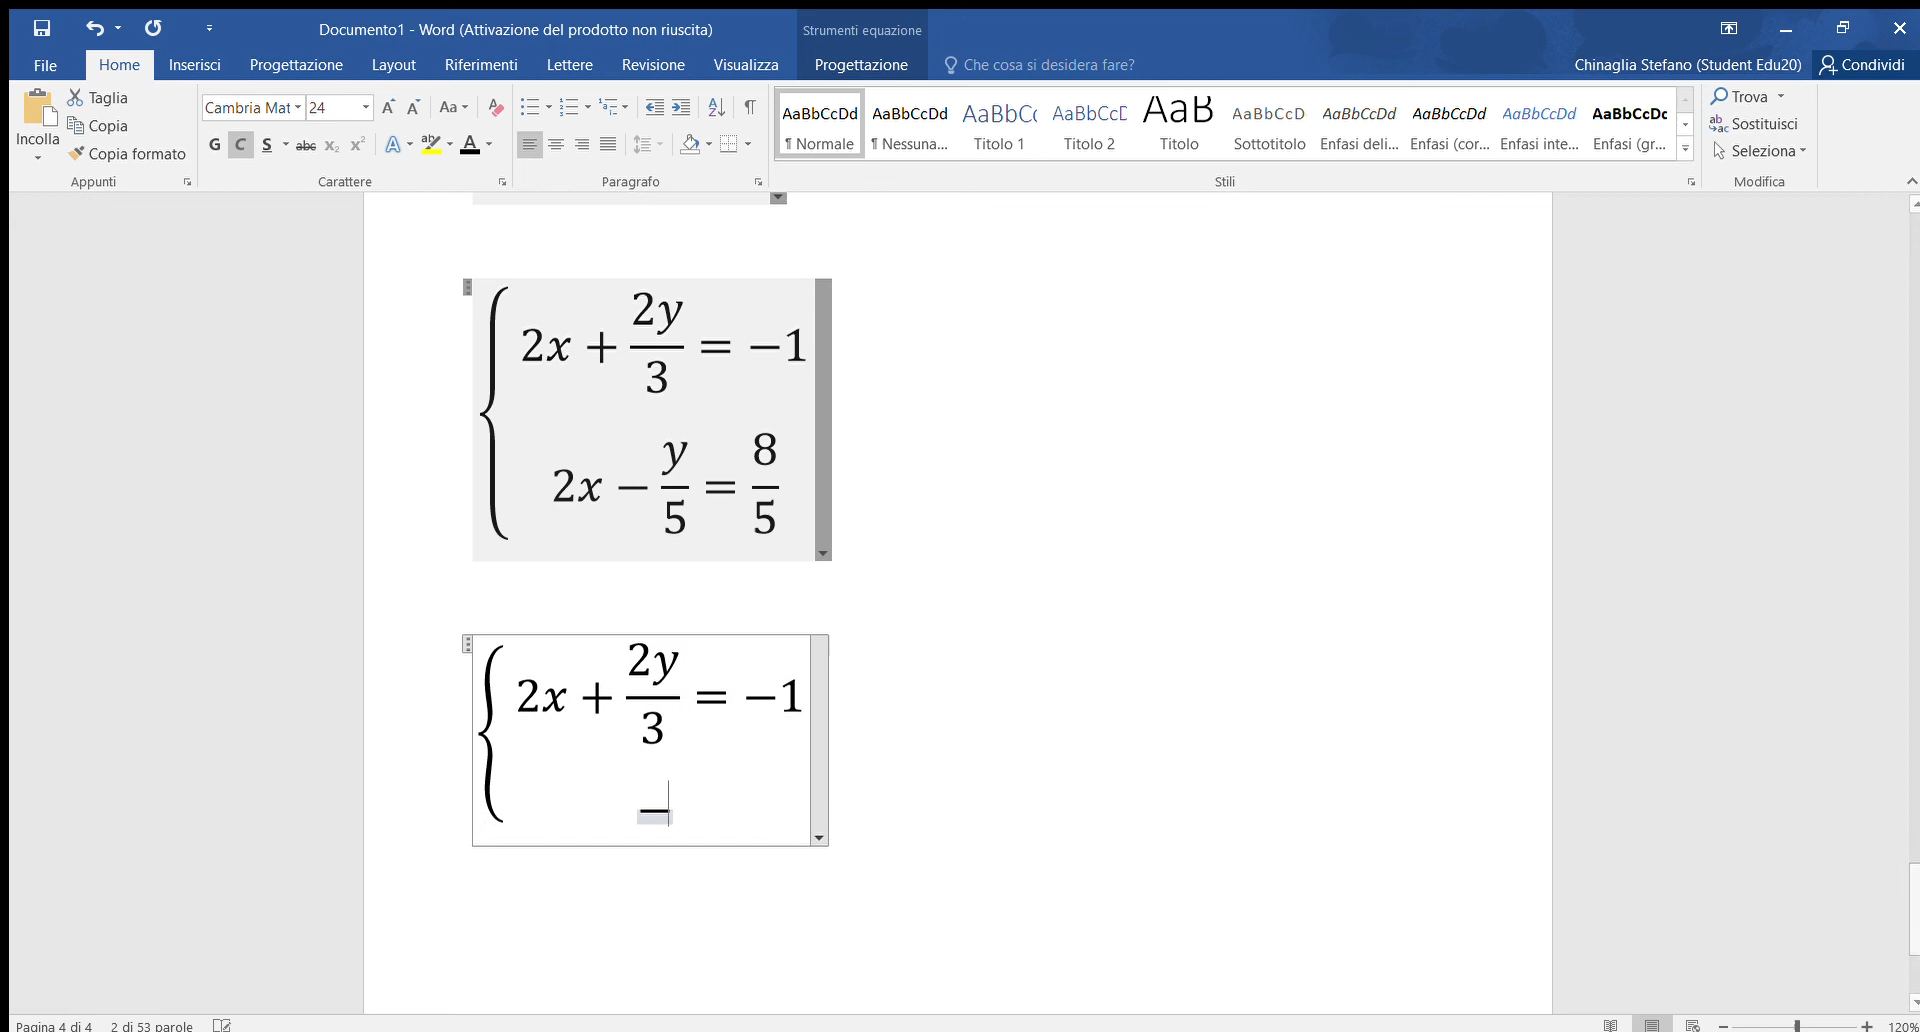 Documento1 - Word (Attivazione del prodotto non riuscita)
Strumenti equazione
File Home Inserisci Progettazione Layout Riferimenti Lettere Revisione Visualizza Progettazione Che cosa si desidera fare? Chinaglia Stefano (Student Edu20) Condividi
Incolla
Taglia
Copia
Copia formato
Appunti
Cambria Mat 24
G C S abc x₂ x²
Carattere
Paragrafo
AaBbCcDd AaBbCcDd AaBbC AaBbCcD AaB AaBbCcD AaBbCcDd AaBbCcDd AaBbCcDd AaBbCcDc
¶ Normale ¶ Nessuna... Titolo 1 Titolo 2 Titolo Sottotitolo Enfasi deli... Enfasi (cor... Enfasi inte... Enfasi (gr...
Stili
Trova
Sostituisci
Seleziona
Modifica
2x + 2y/3 = −1
2x − y/5 = 8/5
2x + 2y/3 = −1
−
Pagina 4 di 4 2 di 53 parole 120%